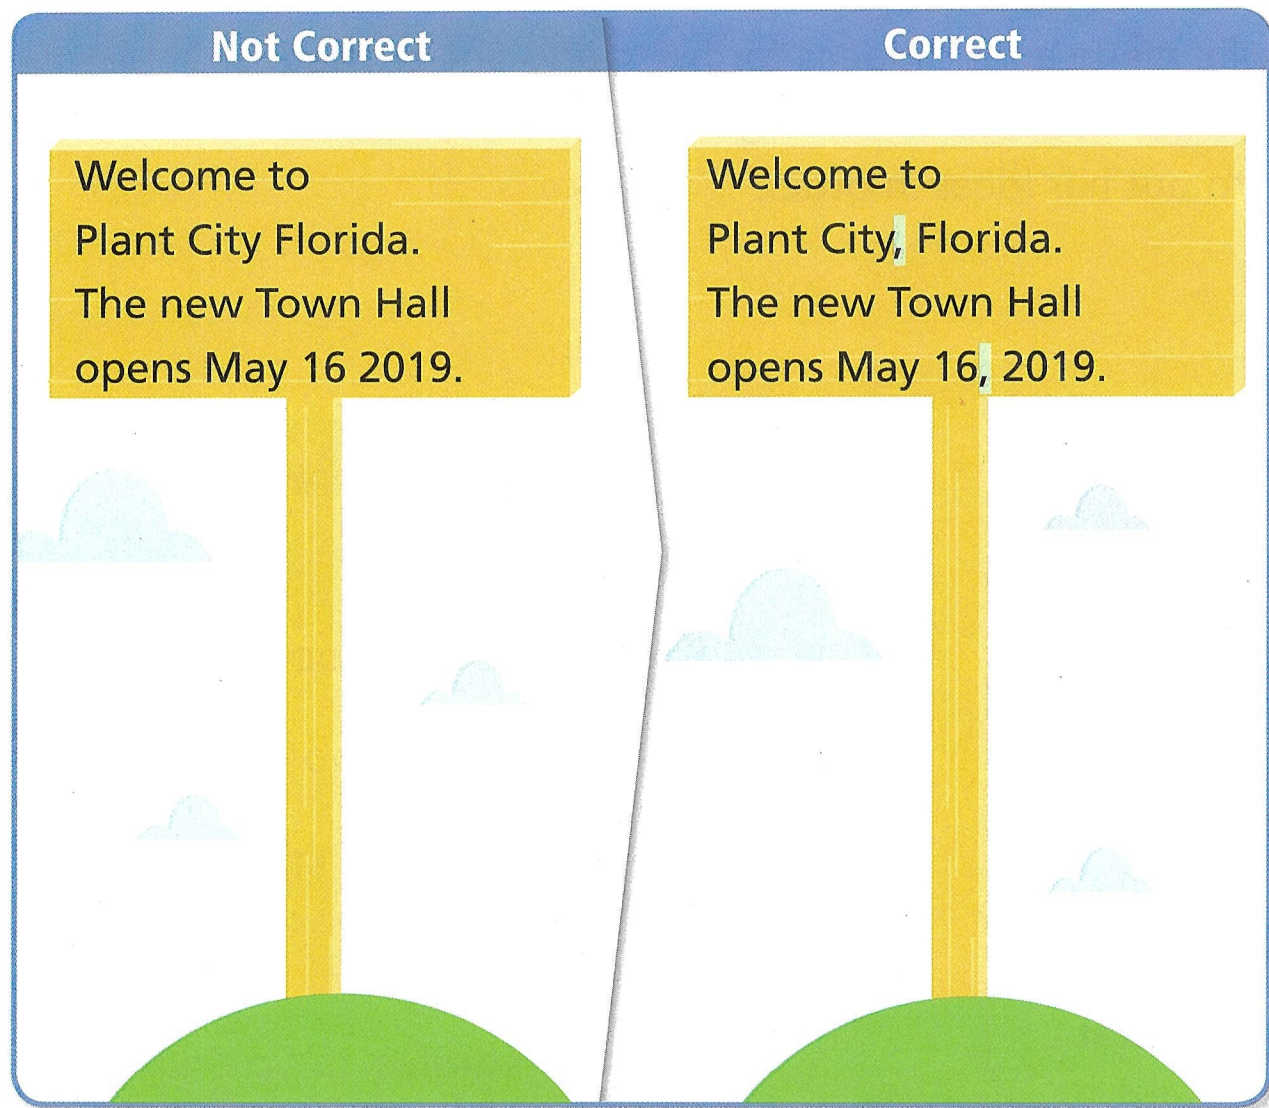 Not Correct
Welcome to
Plant City Florida.
The new Town Hall
opens May 16 2019.
Correct
Welcome to
Plant City, Florida.
The new Town Hall
opens May 16, 2019.